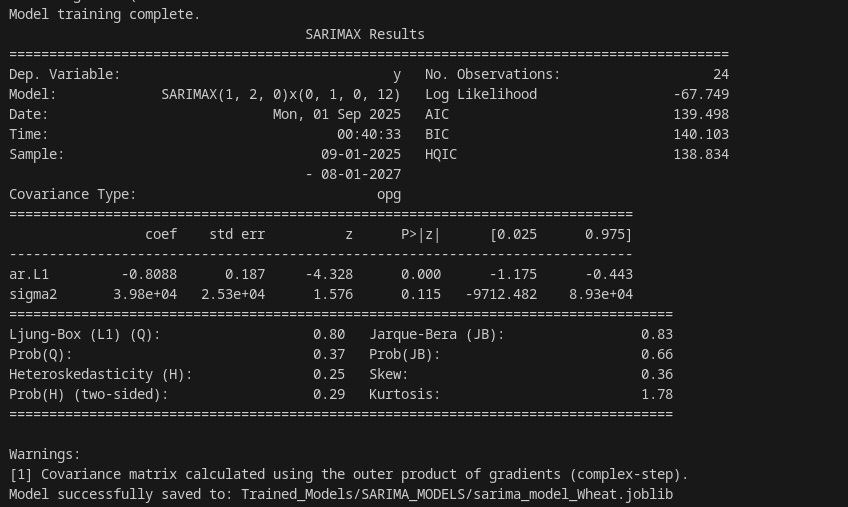 Model training complete.
SARIMAX Results
==========================================================================================
Dep. Variable:                                  y   No. Observations:                   24
Model:             SARIMAX(1, 2, 0)x(0, 1, 0, 12)   Log Likelihood                 -67.749
Date:                            Mon, 01 Sep 2025   AIC                            139.498
Time:                                    00:40:33   BIC                            140.103
Sample:                                09-01-2025   HQIC                           138.834
                                     - 08-01-2027
Covariance Type:                              opg
==============================================================================
                 coef    std err          z      P>|z|      [0.025      0.975]
------------------------------------------------------------------------------
ar.L1         -0.8088      0.187     -4.328      0.000      -1.175      -0.443
sigma2       3.98e+04   2.53e+04      1.576      0.115   -9712.482    8.93e+04
===================================================================================
Ljung-Box (L1) (Q):                   0.80   Jarque-Bera (JB):                 0.83
Prob(Q):                              0.37   Prob(JB):                         0.66
Heteroskedasticity (H):               0.25   Skew:                             0.36
Prob(H) (two-sided):                  0.29   Kurtosis:                         1.78
===================================================================================
Warnings:
[1] Covariance matrix calculated using the outer product of gradients (complex-step).
Model successfully saved to: Trained_Models/SARIMA_MODELS/sarima_model_Wheat.joblib